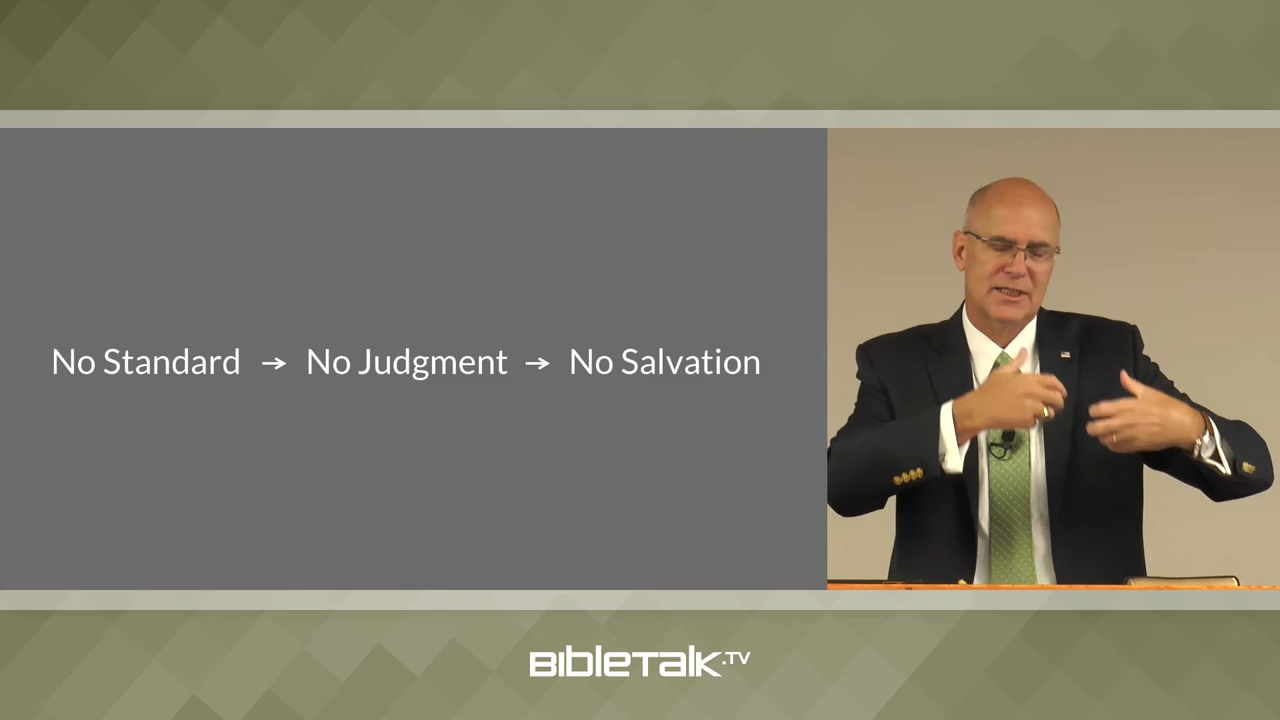 No Standard → No Judgment → No Salvation
BibleTalk.TV